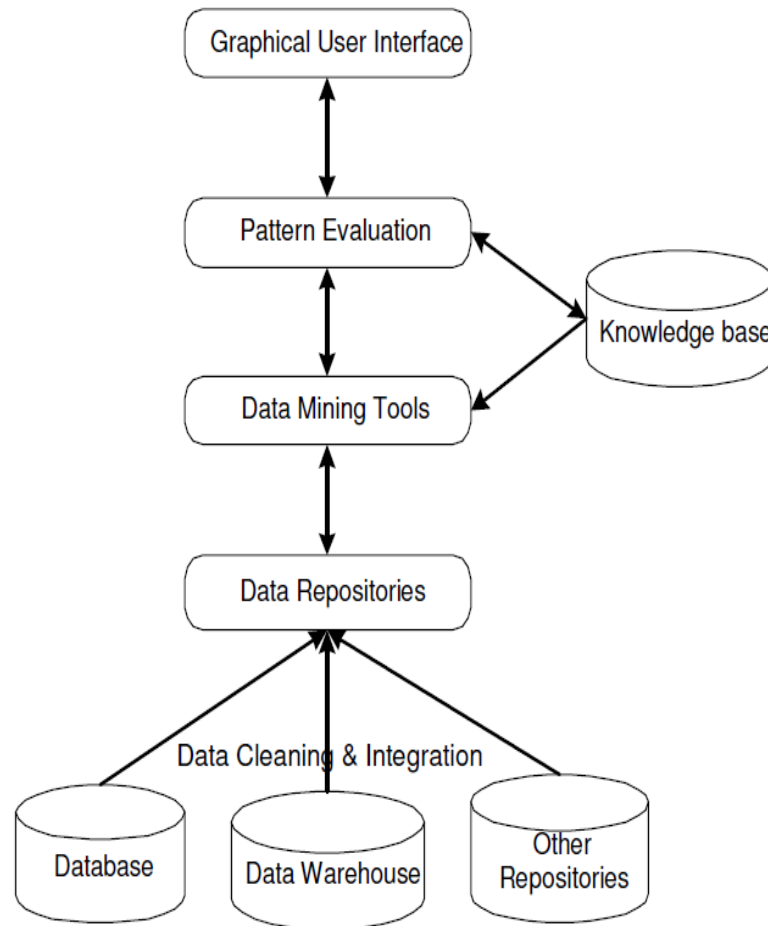 Graphical User Interface
Pattern Evaluation
Knowledge base
Data Mining Tools
Data Repositories
Data Cleaning & Integration
Database
Data Warehouse
Other
Repositories